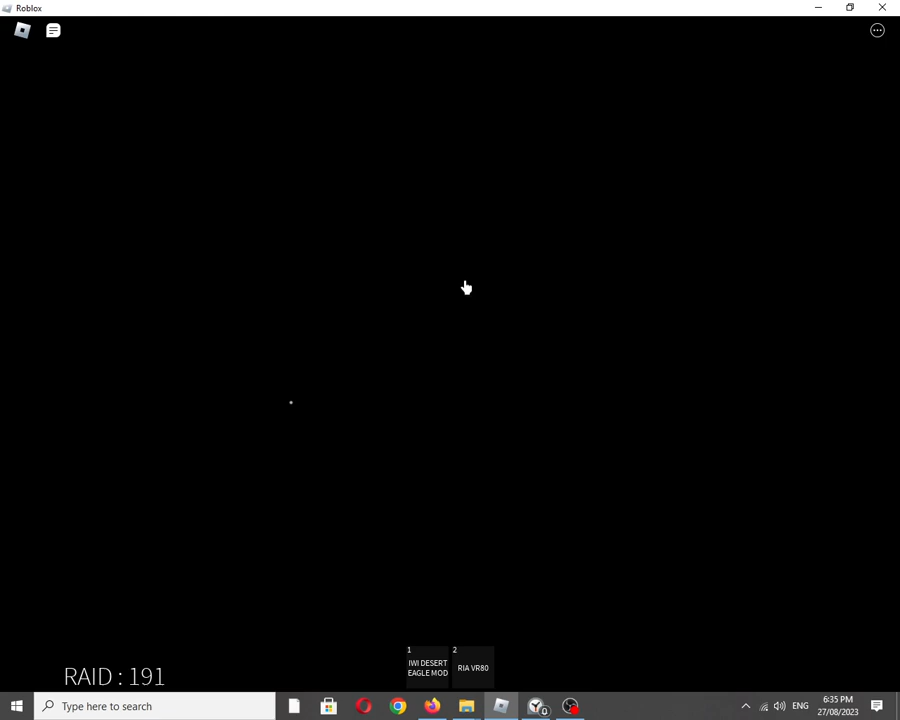 Roblox
1
2
IWI DESERT
EAGLE MOD
RIA VR80
RAID : 191
Type here to search
ENG
6:35 PM
27/08/2023